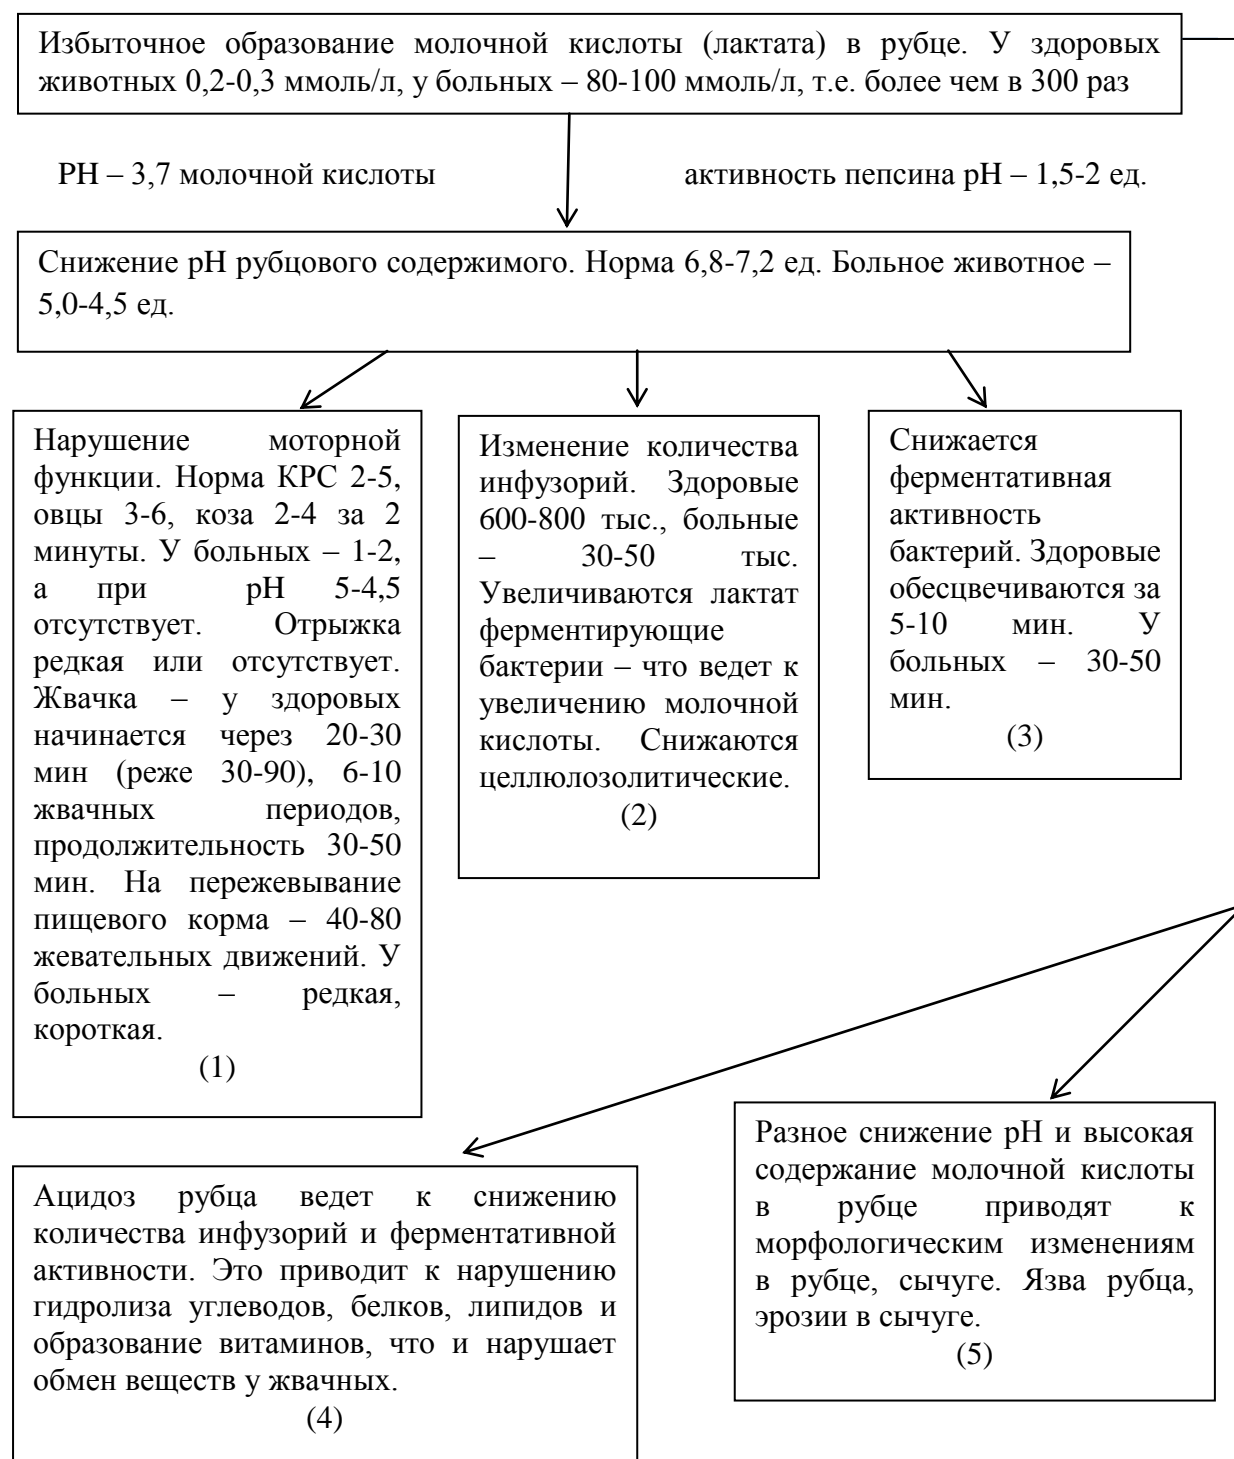 Избыточное образование молочной кислоты (лактата) в рубце. У здоровых
животных 0,2-0,3 ммоль/л, у больных – 80-100 ммоль/л, т.е. более чем в 300 раз
РН – 3,7 молочной кислоты
активность пепсина рН – 1,5-2 ед.
Снижение рН рубцового содержимого. Норма 6,8-7,2 ед. Больное животное –
5,0-4,5 ед.
Нарушение моторной
функции. Норма КРС 2-5,
овцы 3-6, коза 2-4 за 2
минуты. У больных – 1-2,
а при рН 5-4,5
отсутствует. Отрыжка
редкая или отсутствует.
Жвачка – у здоровых
начинается через 20-30
мин (реже 30-90), 6-10
жвачных периодов,
продолжительность 30-50
мин. На пережевывание
пищевого корма – 40-80
жевательных движений. У
больных – редкая,
короткая.
(1)
Изменение количества
инфузорий. Здоровые
600-800 тыс., больные
– 30-50 тыс.
Увеличиваются лактат
ферментирующие
бактерии – что ведет к
увеличению молочной
кислоты. Снижаются
целлюлозолитические.
(2)
Снижается
ферментативная
активность
бактерий. Здоровые
обесцвечиваются за
5-10 мин. У
больных – 30-50
мин.
(3)
Ацидоз рубца ведет к снижению
количества инфузорий и ферментативной
активности. Это приводит к нарушению
гидролиза углеводов, белков, липидов и
образование витаминов, что и нарушает
обмен веществ у жвачных.
(4)
Разное снижение рН и высокая
содержание молочной кислоты
в рубце приводят к
морфологическим изменениям
в рубце, сычуге. Язва рубца,
эрозии в сычуге.
(5)